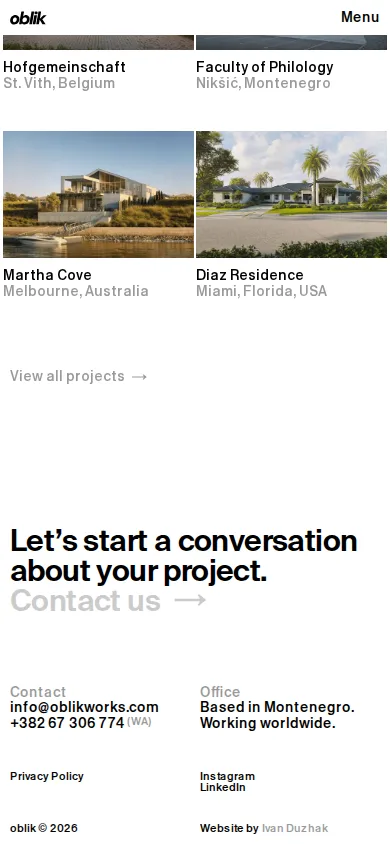 oblik
Menu
Hofgemeinschaft
St. Vith, Belgium
Faculty of Philology
Nikšić, Montenegro
Martha Cove
Melbourne, Australia
Diaz Residence
Miami, Florida, USA
View all projects →
Let's start a conversation
about your project.
Contact us →
Contact
info@oblikworks.com
+382 67 306 774 (WA)
Office
Based in Montenegro.
Working worldwide.
Privacy Policy
Instagram
LinkedIn
oblik © 2026
Website by Ivan Duzhak